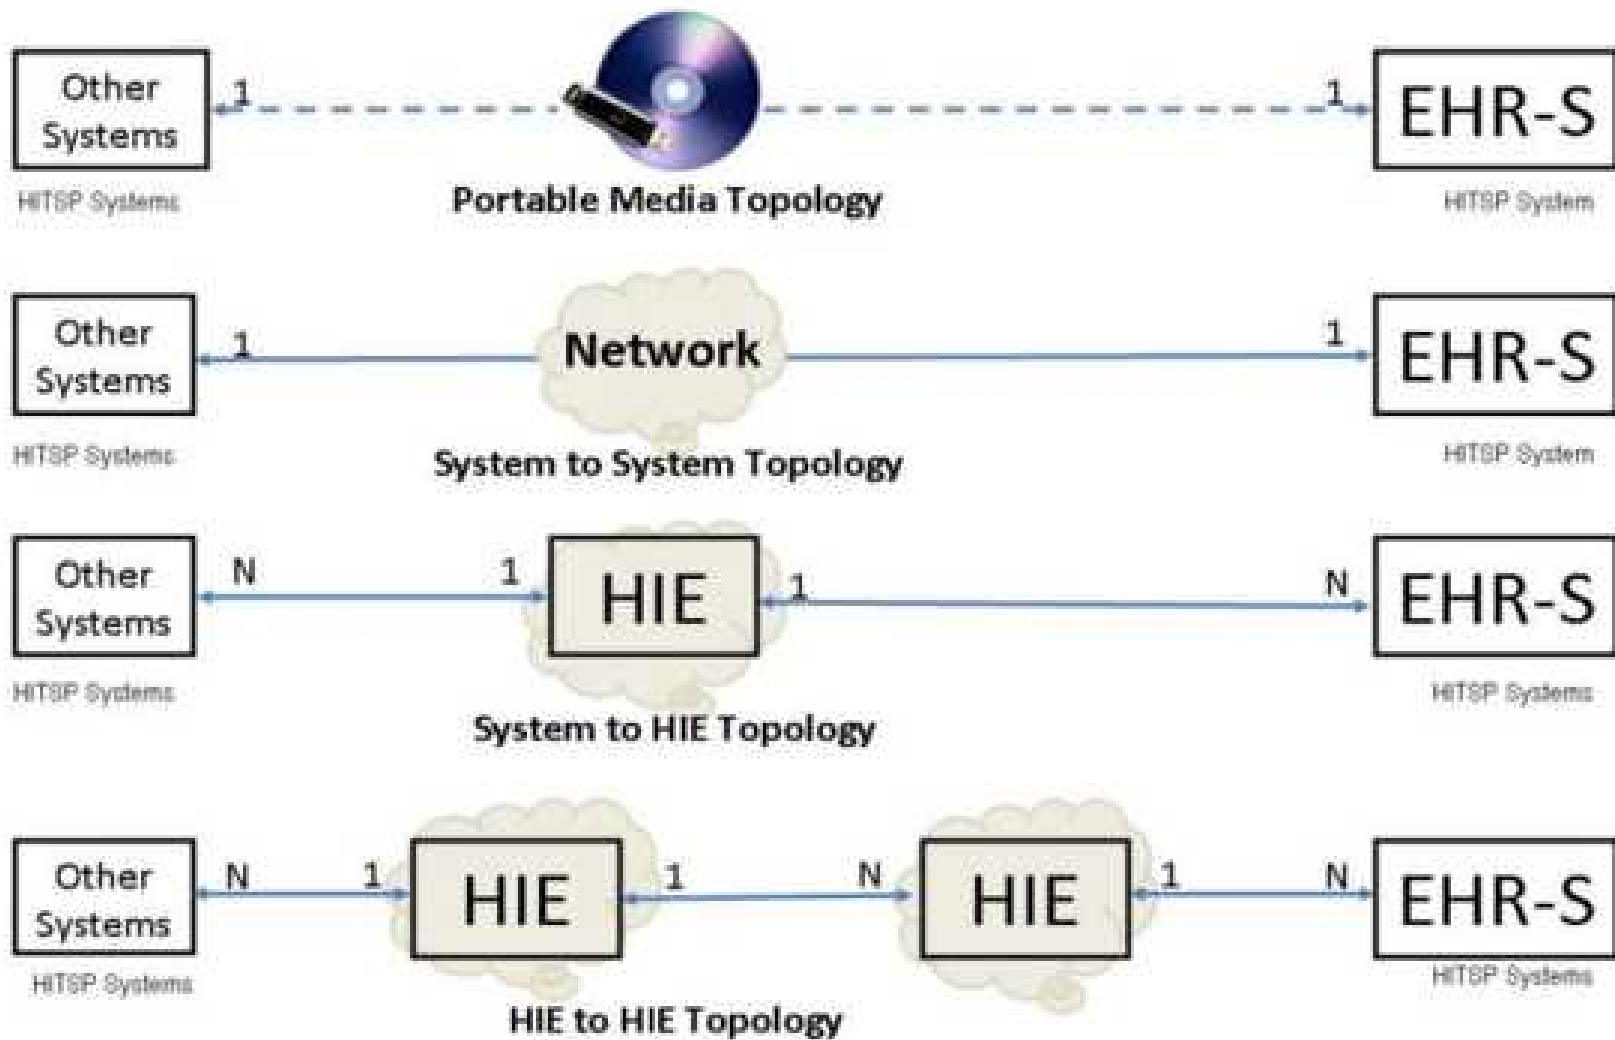 Other
Systems
1
1
EHR-S
HITSP Systems
Portable Media Topology
HITSP System
Other
Systems
1
Network
1
EHR-S
HITSP Systems
System to System Topology
HITSP System
Other
Systems
N
1
HIE
1
N
EHR-S
HITSP Systems
System to HIE Topology
HITSP Systems
Other
Systems
N
1
HIE
1
N
HIE
1
N
EHR-S
HITSP Systems
HIE to HIE Topology
HITSP Systems